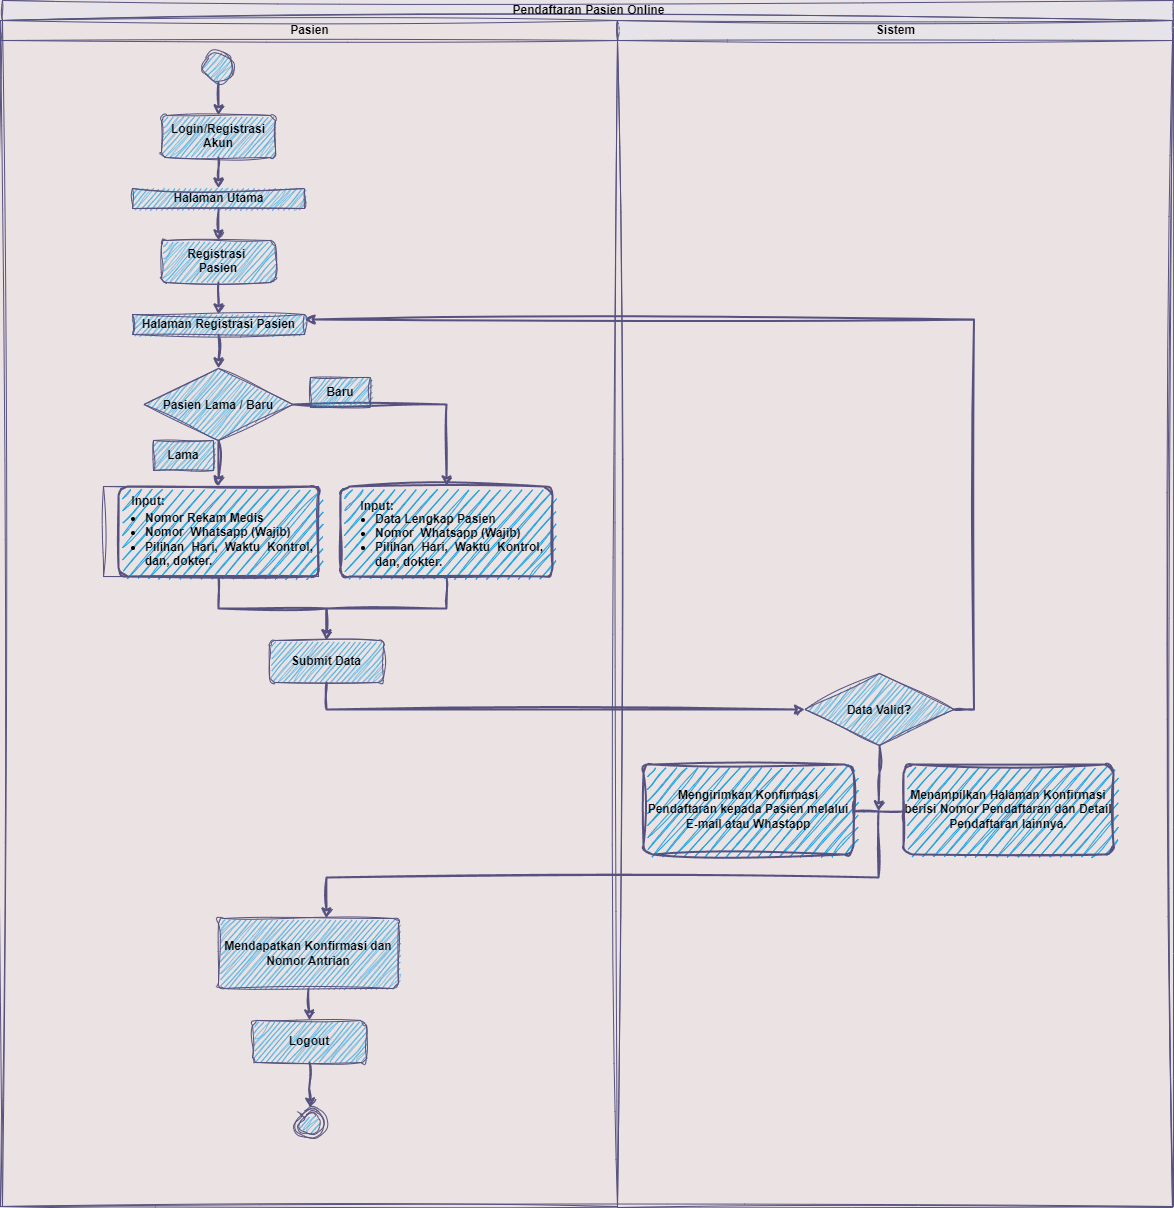 Pendaftaran Pasien Online
Pasien
Sistem
Login/Registrasi
Akun
Halaman Utama
Registrasi
Pasien
Halaman Registrasi Pasien
Pasien Lama / Baru
Baru
Lama
Input:
• Nomor Rekam Medis
• Nomor Whatsapp (Wajib)
• Pilihan Hari, Waktu Kontrol,
dan, dokter.
Input:
• Data Lengkap Pasien
• Nomor Whatsapp (Wajib)
• Pilihan Hari, Waktu Kontrol,
dan, dokter.
Submit Data
Data Valid?
Mengirimkan Konfirmasi
Pendaftaran kepada Pasien melalui
E-mail atau Whastapp
Menampilkan Halaman Konfirmasi
berisi Nomor Pendaftaran dan Detail
Pendaftaran lainnya.
Mendapatkan Konfirmasi dan
Nomor Antrian
Logout